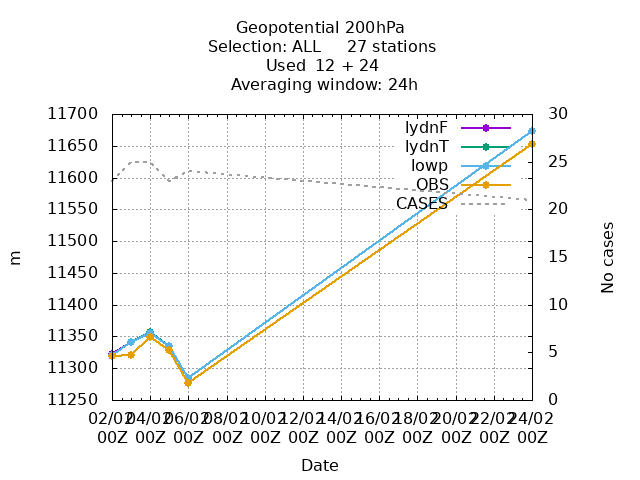 Geopotential 200hPa
Selection: ALL 27 stations
Used 12 + 24
Averaging window: 24h
11700
11650
11600
11550
11500
11450
11400
11350
11300
11250
m
lydnF
lydnT
lowp
OBS
CASES
30
25
20
15
10
5
0
No cases
02/02 04/02 06/02 08/02 10/02 12/02 14/02 16/02 18/02 20/02 22/02 24/02
00Z 00Z 00Z 00Z 00Z 00Z 00Z 00Z 00Z 00Z 00Z 00Z
Date